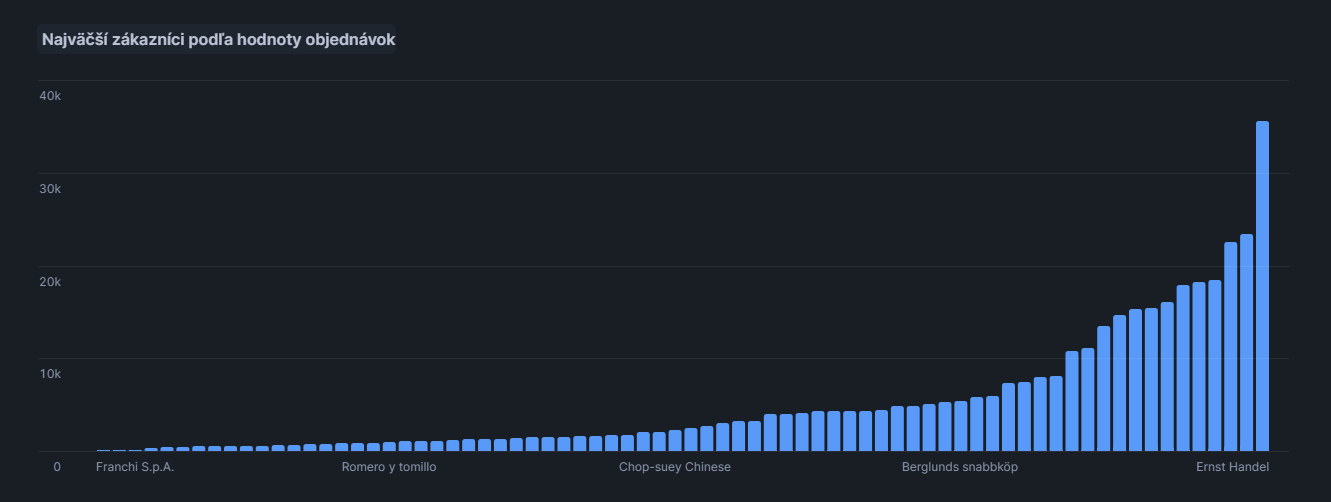 Najväčší zákazníci podľa hodnoty objednávok
40k
30k
20k
10k
0
Franchi S.p.A.
Romero y tomillo
Chop-suey Chinese
Berglunds snabbköp
Ernst Handel